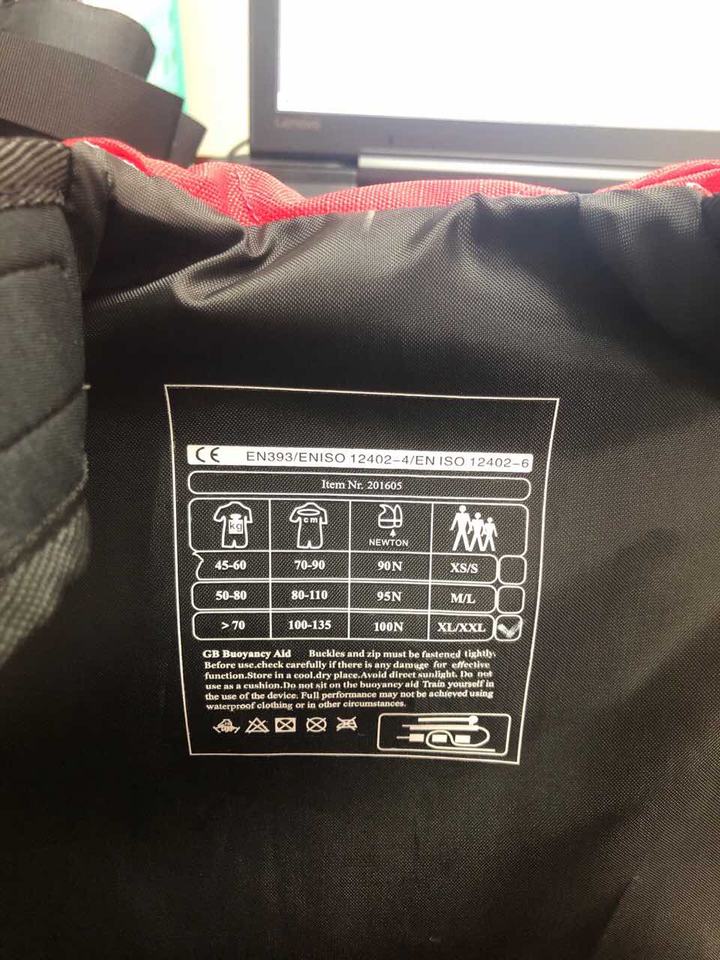 Lenovo
CE EN393/ENISO 12402-4/EN ISO 12402-6
Item Nr. 201605
kg cm NEWTON
45-60 70-90 90N XS/S
50-80 80-110 95N M/L
>70 100-135 100N XL/XXL
GB Buoyancy Aid Buckles and zip must be fastened tightly.
Before use.check carefully if there is any damage for effective
function.Store in a cool.dry place.Avoid direct sunlight. Do not
use as a cushion.Do not sit on the buoyancy aid Train yourself in
the use of the device. Full performance may not be achieved using
waterproof clothing or in other circumstances.